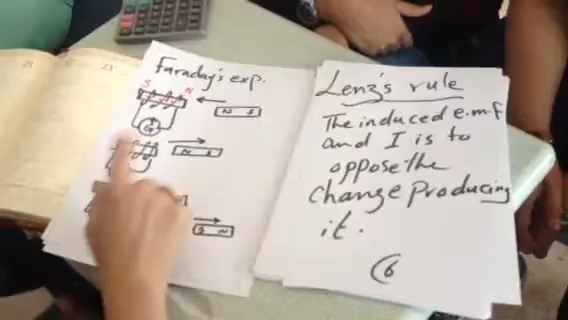 Faraday's exp.
S N
N S
G
N S
S N
Lenz's rule
The induced e.m.f
and I is to
oppose the
change producing
it.
6